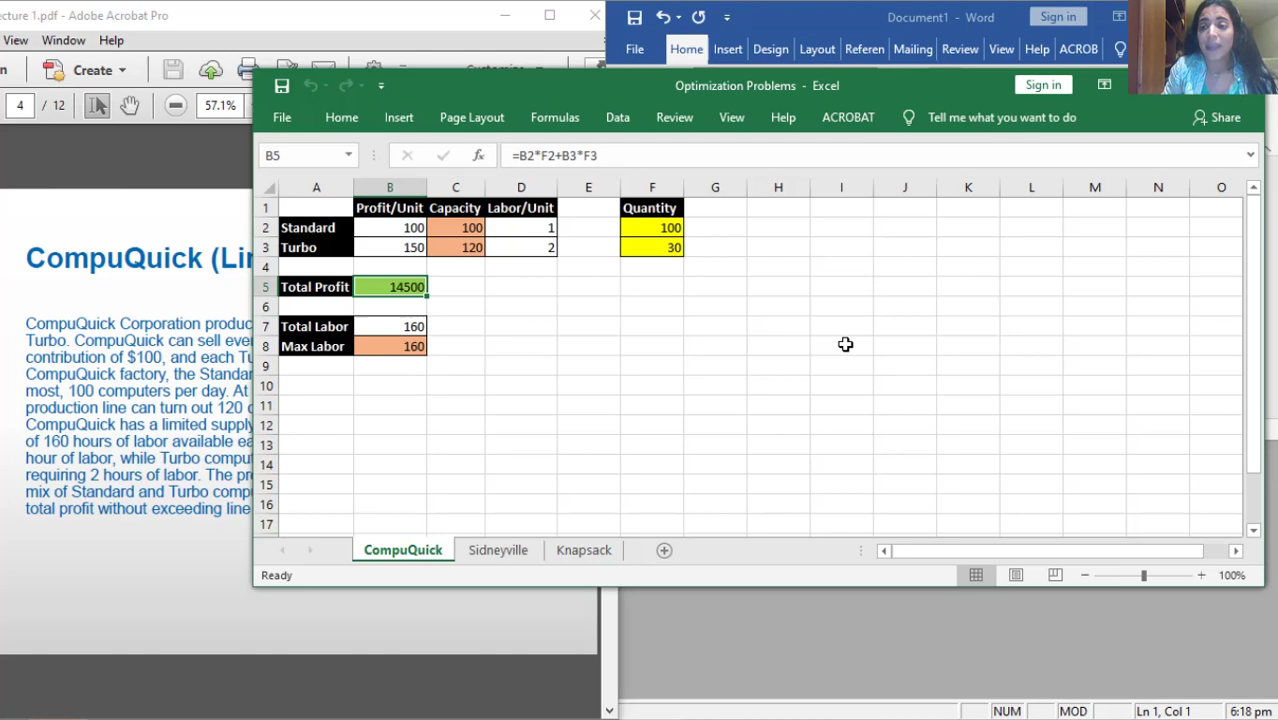 ecture 1.pdf - Adobe Acrobat Pro
View Window Help
Create
Customize
4 / 12 57.1%
Document1 - Word Sign in
File Home Insert Design Layout Referen Mailing Review View Help ACROB
Optimization Problems - Excel Sign in
File Home Insert Page Layout Formulas Data Review View Help ACROBAT Tell me what you want to do Share
B5 fx =B2*F2+B3*F3
A B C D E F G H I J K L M N O
1 Profit/Unit Capacity Labor/Unit Quantity
2 Standard 100 100 1 100
3 Turbo 150 120 2 30
4
5 Total Profit 14500
6
7 Total Labor 160
8 Max Labor 160
9
10
11
12
13
14
15
16
17
CompuQuick Sidneyville Knapsack
Ready 100%
CompuQuick (Li
CompuQuick Corporation produc
Turbo. CompuQuick can sell ever
contribution of $100, and each Tu
CompuQuick factory, the Standar
most, 100 computers per day. At
production line can turn out 120 c
CompuQuick has a limited supply
of 160 hours of labor available ea
hour of labor, while Turbo compu
requiring 2 hours of labor. The pr
mix of Standard and Turbo compu
total profit without exceeding line
NUM MOD Ln 1, Col 1 6:18 pm